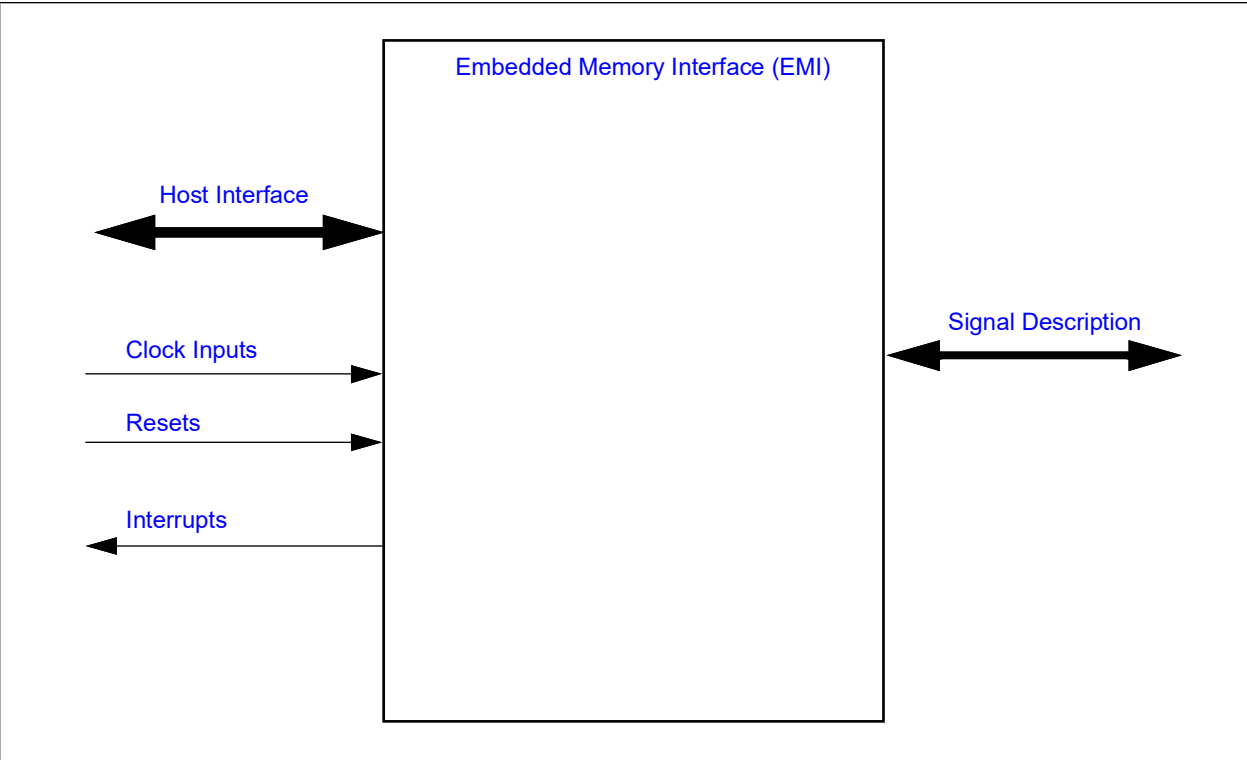 Embedded Memory Interface (EMI)
Host Interface
Signal Description
Clock Inputs
Resets
Interrupts